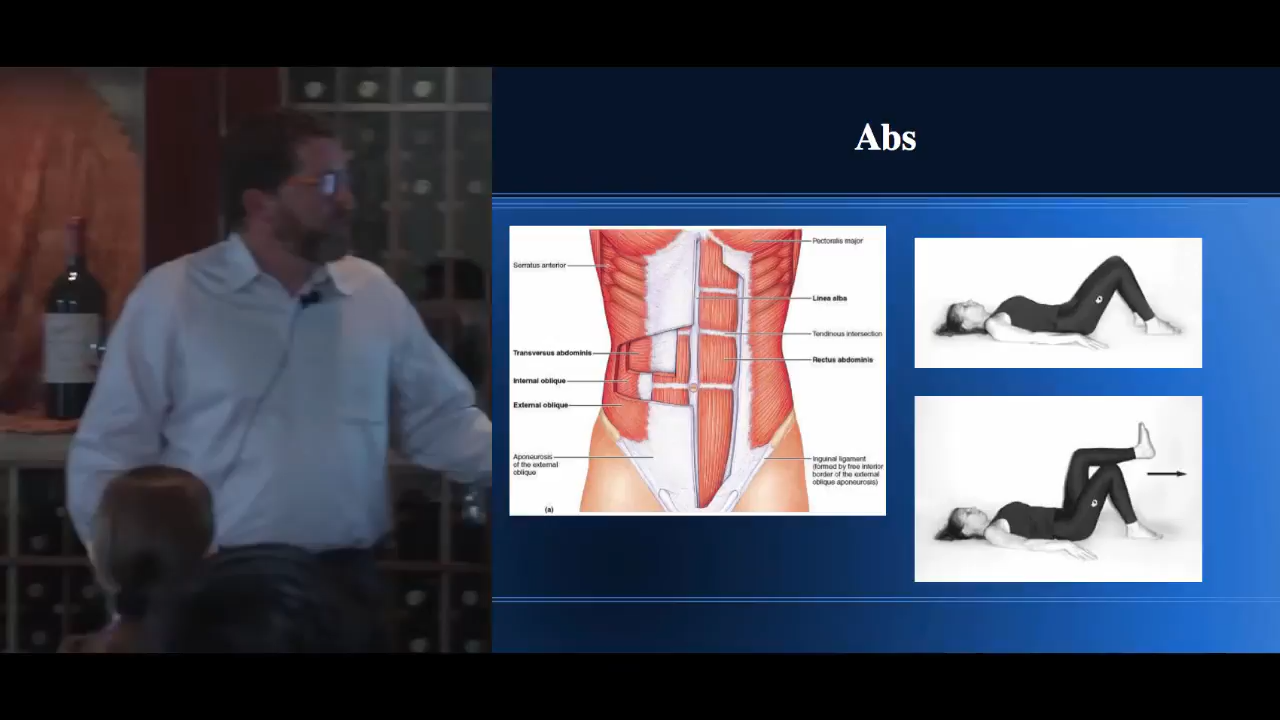 Abs
Serratus anterior
Transversus abdominis
Internal oblique
External oblique
Aponeurosis
of the external
oblique
(a)
Pectoralis major
Linea alba
Tendinous intersection
Rectus abdominis
Inguinal ligament
(formed by free inferior
border of the external
oblique aponeurosis)